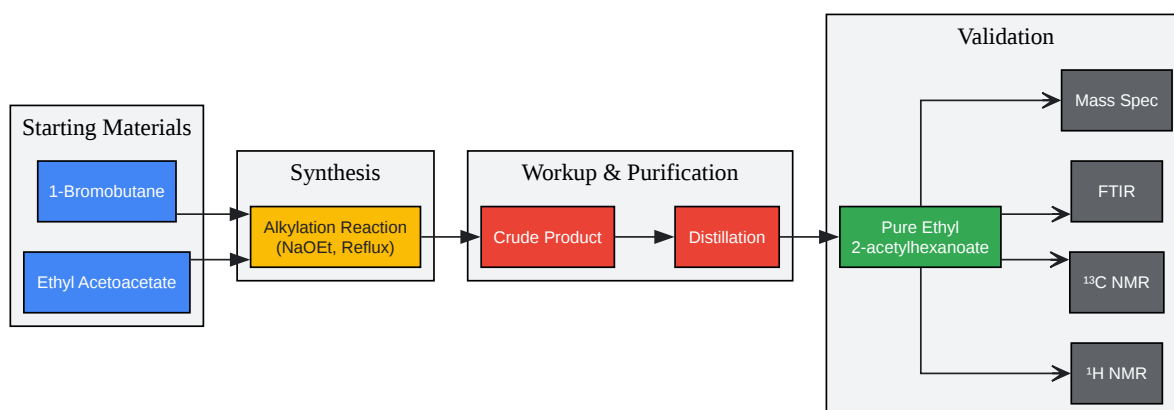 Starting Materials
1-Bromobutane
Ethyl Acetoacetate
Synthesis
Alkylation Reaction
(NaOEt, Reflux)
Workup & Purification
Crude Product
Distillation
Validation
Pure Ethyl
2-acetylhexanoate
Mass Spec
FTIR
¹³C NMR
¹H NMR